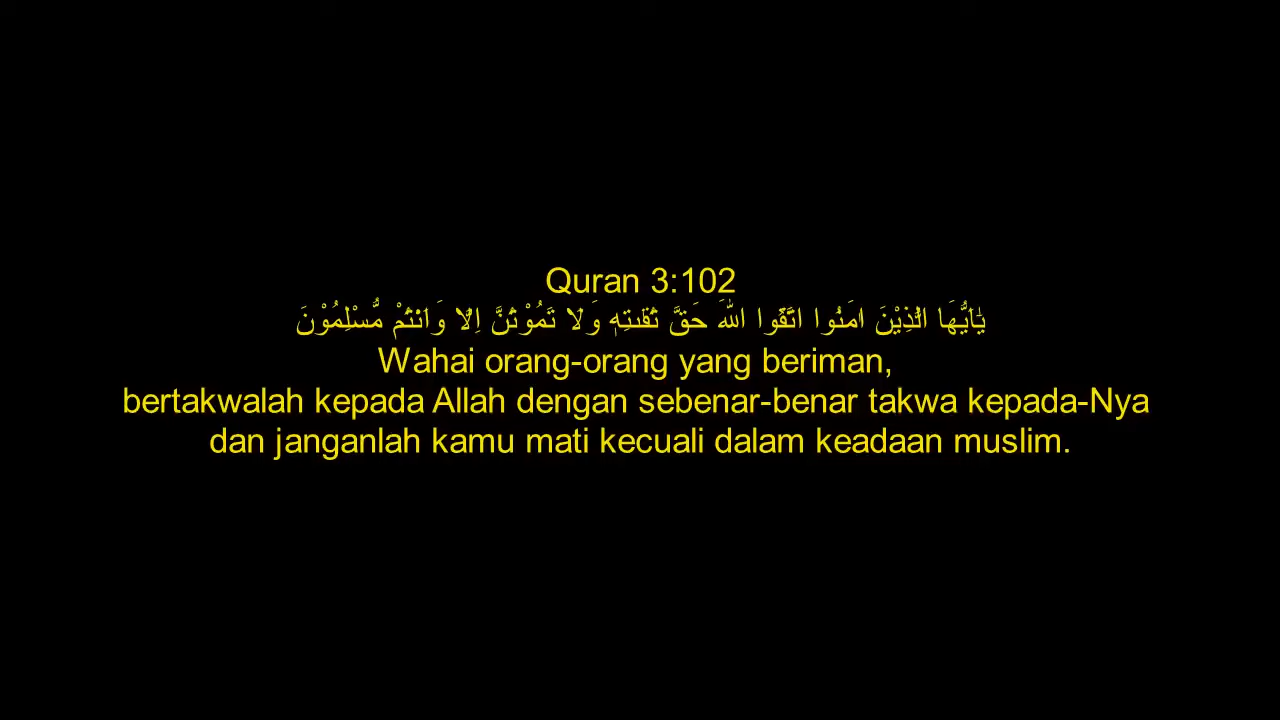 Quran 3:102
يٰٓاَيُّهَا الَّذِيْنَ اٰمَنُوا اتَّقُوا اللّٰهَ حَقَّ تُقٰىتِهٖ وَلَا تَمُوْتُنَّ اِلَّا وَاَنْتُمْ مُّسْلِمُوْنَ
Wahai orang-orang yang beriman,
bertakwalah kepada Allah dengan sebenar-benar takwa kepada-Nya
dan janganlah kamu mati kecuali dalam keadaan muslim.